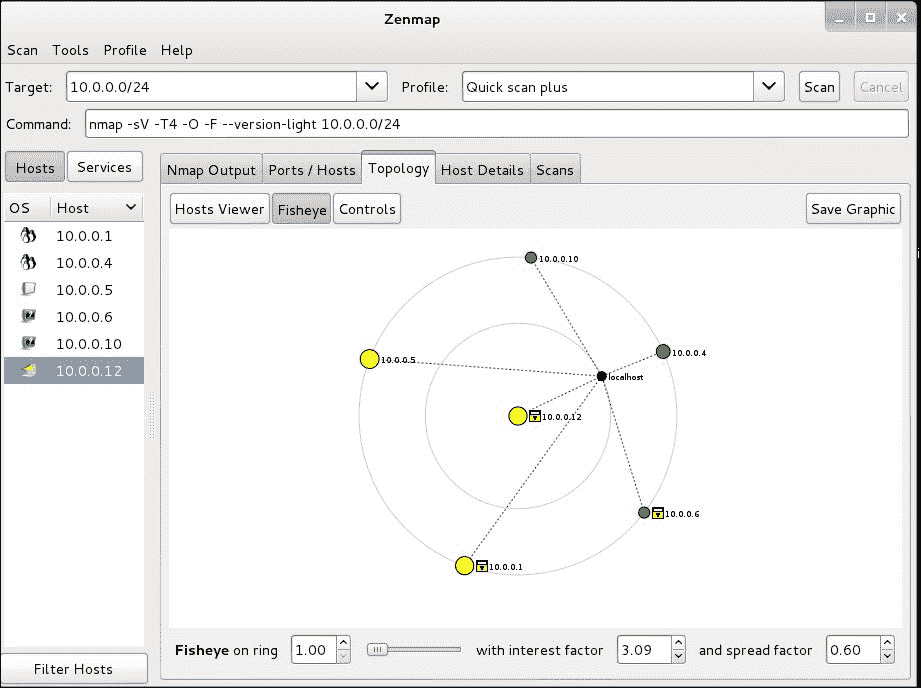 Zenmap
Scan Tools Profile Help
Target: 10.0.0.0/24 Profile: Quick scan plus Scan Cancel
Command: nmap -sV -T4 -O -F --version-light 10.0.0.0/24
Hosts Services
Nmap Output Ports / Hosts Topology Host Details Scans
OS Host
10.0.0.1
10.0.0.4
10.0.0.5
10.0.0.6
10.0.0.10
10.0.0.12
Filter Hosts
Hosts Viewer Fisheye Controls Save Graphic
10.0.0.10
10.0.0.4
10.0.0.5
localhost
10.0.0.12
10.0.0.6
10.0.0.1
Fisheye on ring 1.00 with interest factor 3.09 and spread factor 0.60